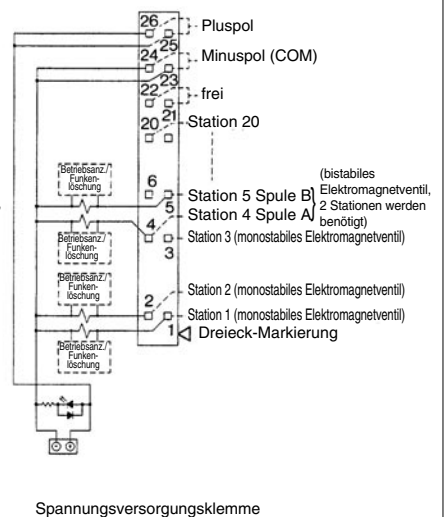 26
Pluspol
25
24
Minuspol (COM)
23
22
frei
21
20
Station 20
Betriebsanz./
Funken-
löschung
6
5
Station 5 Spule B
(bistabiles
Elektromagnetventil,
2 Stationen werden
benötigt)
4
Station 4 Spule A
Betriebsanz./
Funken-
löschung
3
Station 3 (monostabiles Elektromagnetventil)
Betriebsanz./
Funken-
löschung
2
Station 2 (monostabiles Elektromagnetventil)
Station 1 (monostabiles Elektromagnetventil)
1
Dreieck-Markierung
Betriebsanz./
Funken-
löschung
Spannungsversorgungsklemme